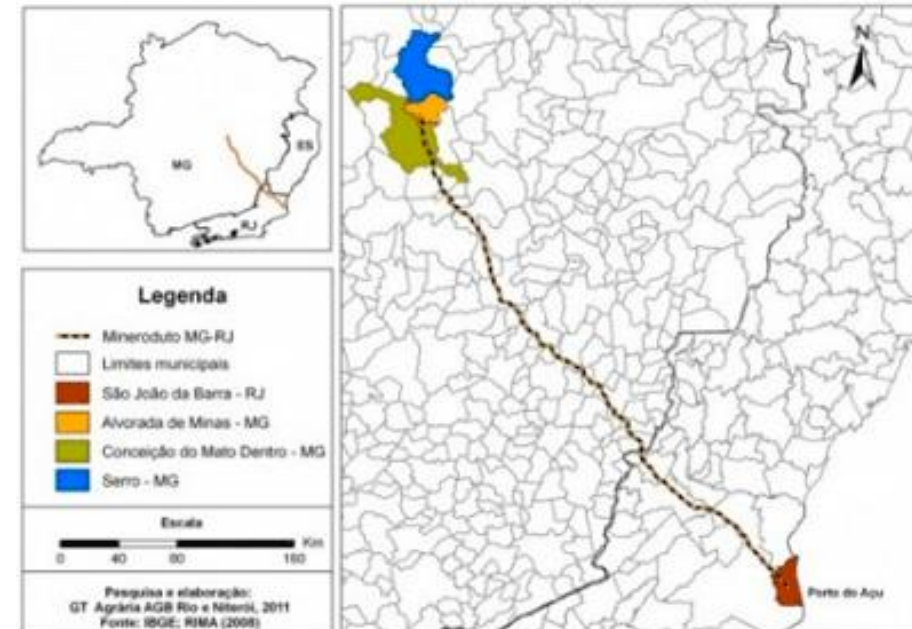 MG
ES
RJ
N
Legenda
Mineroduto MG-RJ
Limites municipais
São João da Barra - RJ
Alvorada de Minas - MG
Conceição do Mato Dentro - MG
Serro - MG
Escala
0 40 80 160 Km
Pesquisa e elaboração:
GT Agrária AGB Rio e Niterói, 2011
Fonte: IBGE; RIMA (2008)
Porto do Açu